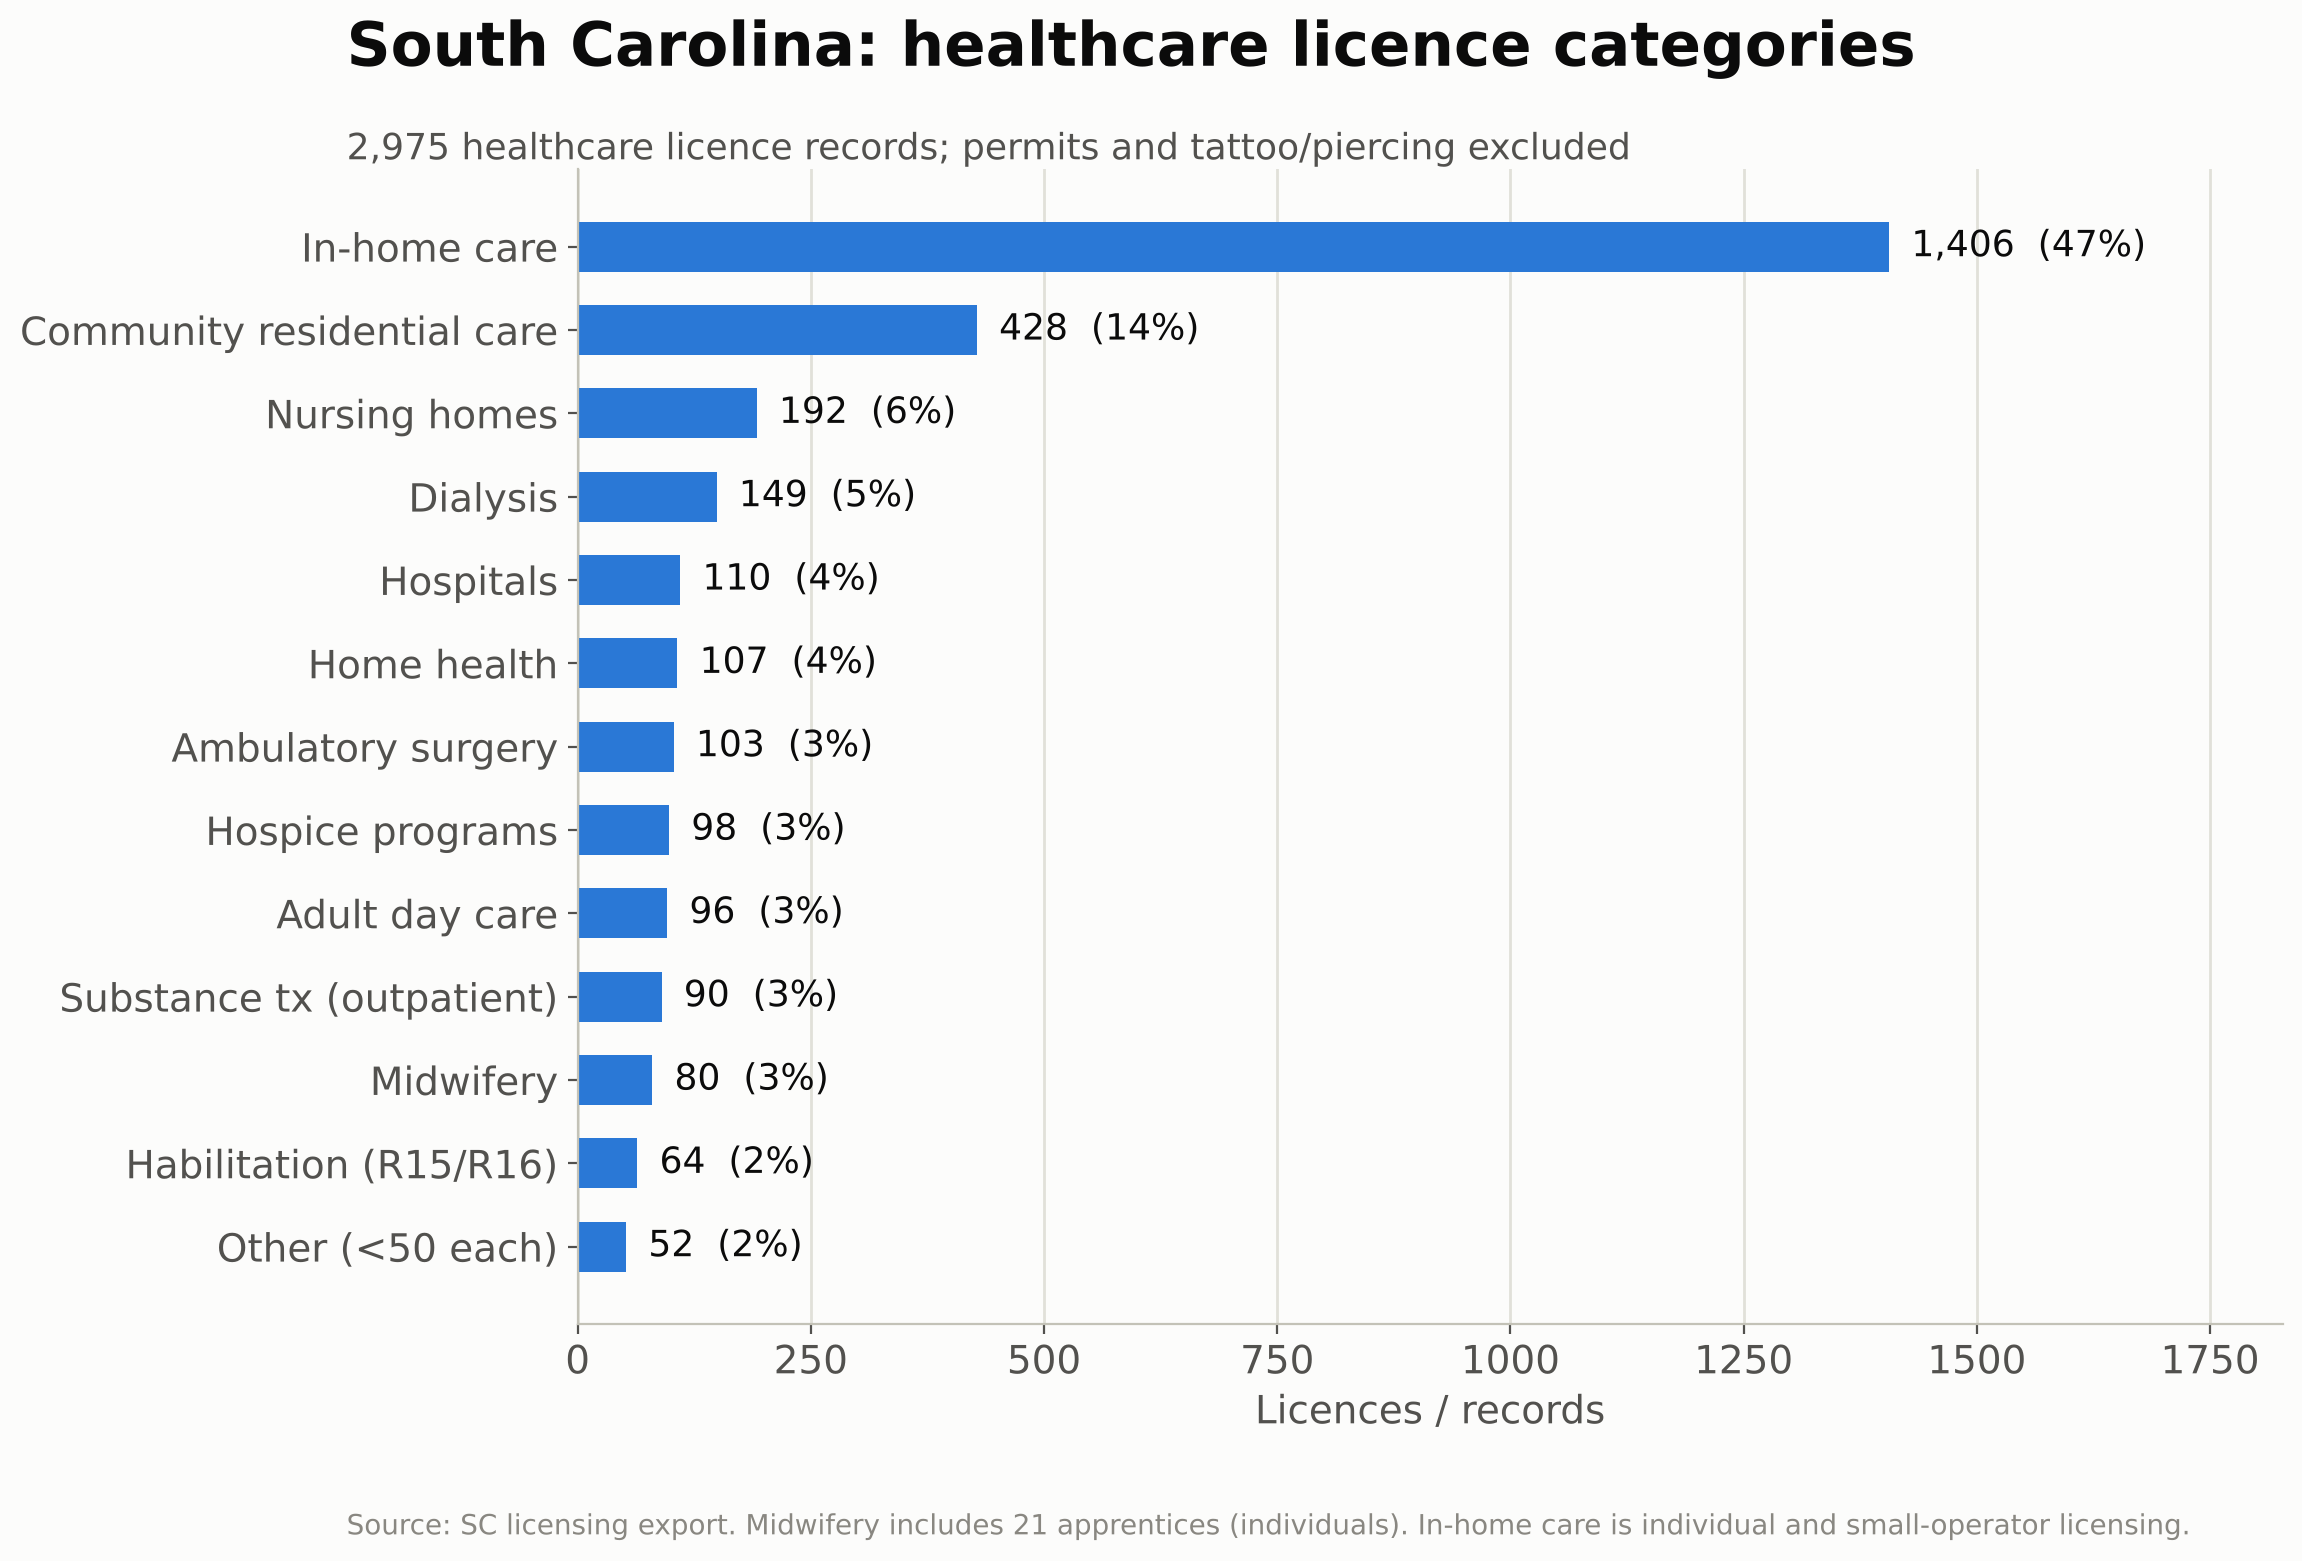 South Carolina: healthcare licence categories
2,975 healthcare licence records; permits and tattoo/piercing excluded
In-home care 1,406 (47%)
Community residential care 428 (14%)
Nursing homes 192 (6%)
Dialysis 149 (5%)
Hospitals 110 (4%)
Home health 107 (4%)
Ambulatory surgery 103 (3%)
Hospice programs 98 (3%)
Adult day care 96 (3%)
Substance tx (outpatient) 90 (3%)
Midwifery 80 (3%)
Habilitation (R15/R16) 64 (2%)
Other (<50 each) 52 (2%)
0 250 500 750 1000 1250 1500 1750
Licences / records
Source: SC licensing export. Midwifery includes 21 apprentices (individuals). In-home care is individual and small-operator licensing.